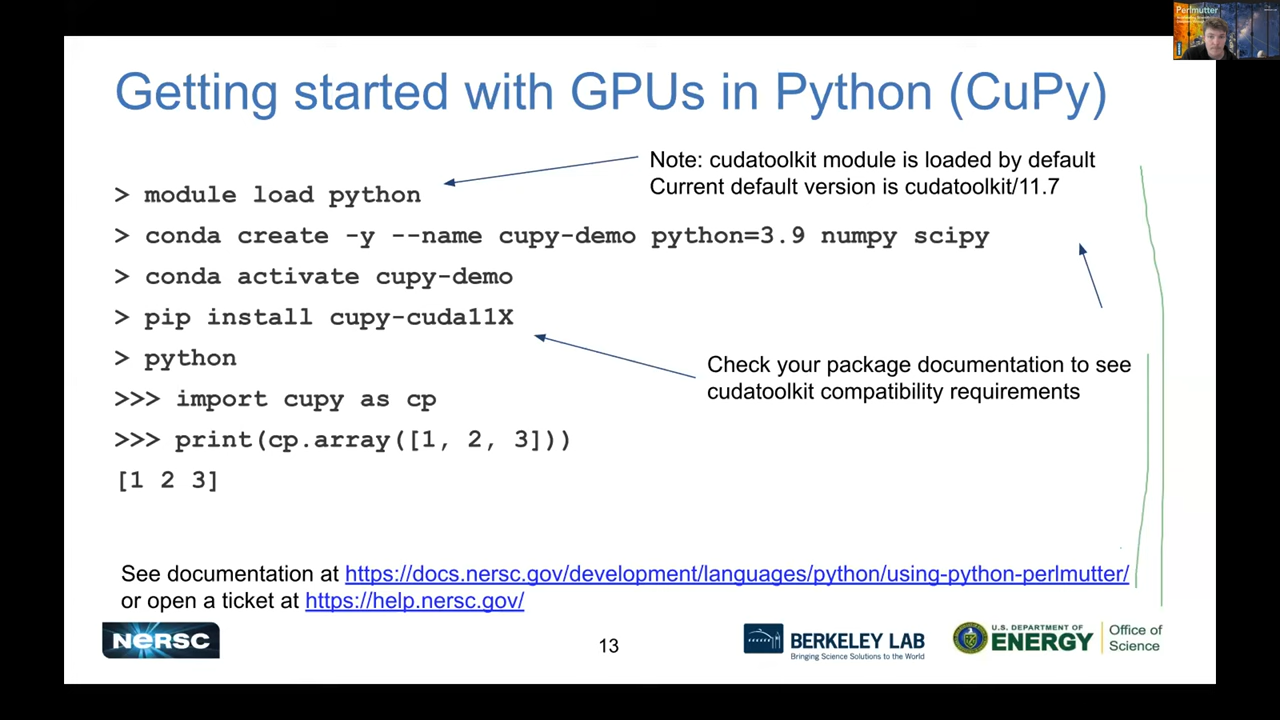 Perlmutter
Getting started with GPUs in Python (CuPy)
Note: cudatoolkit module is loaded by default
Current default version is cudatoolkit/11.7
> module load python
> conda create -y --name cupy-demo python=3.9 numpy scipy
> conda activate cupy-demo
> pip install cupy-cuda11X
> python
>>> import cupy as cp
>>> print(cp.array([1, 2, 3]))
[1 2 3]
Check your package documentation to see
cudatoolkit compatibility requirements
See documentation at https://docs.nersc.gov/development/languages/python/using-python-perlmutter/
or open a ticket at https://help.nersc.gov/
NERSC
13
BERKELEY LAB
Bringing Science Solutions to the World
U.S. DEPARTMENT OF
ENERGY
Office of
Science